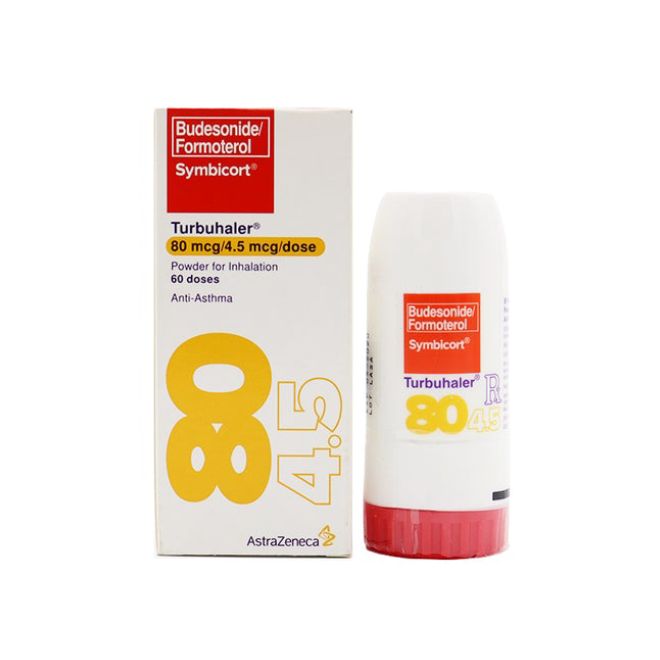 Budesonide/
Formoterol
Symbicort®
Turbuhaler®
80 mcg/4.5 mcg/dose
Powder for Inhalation
60 doses
Anti-Asthma
80
4.5
AstraZeneca
Budesonide/
Formoterol
Symbicort®
Turbuhaler®
Rx
80
4.5